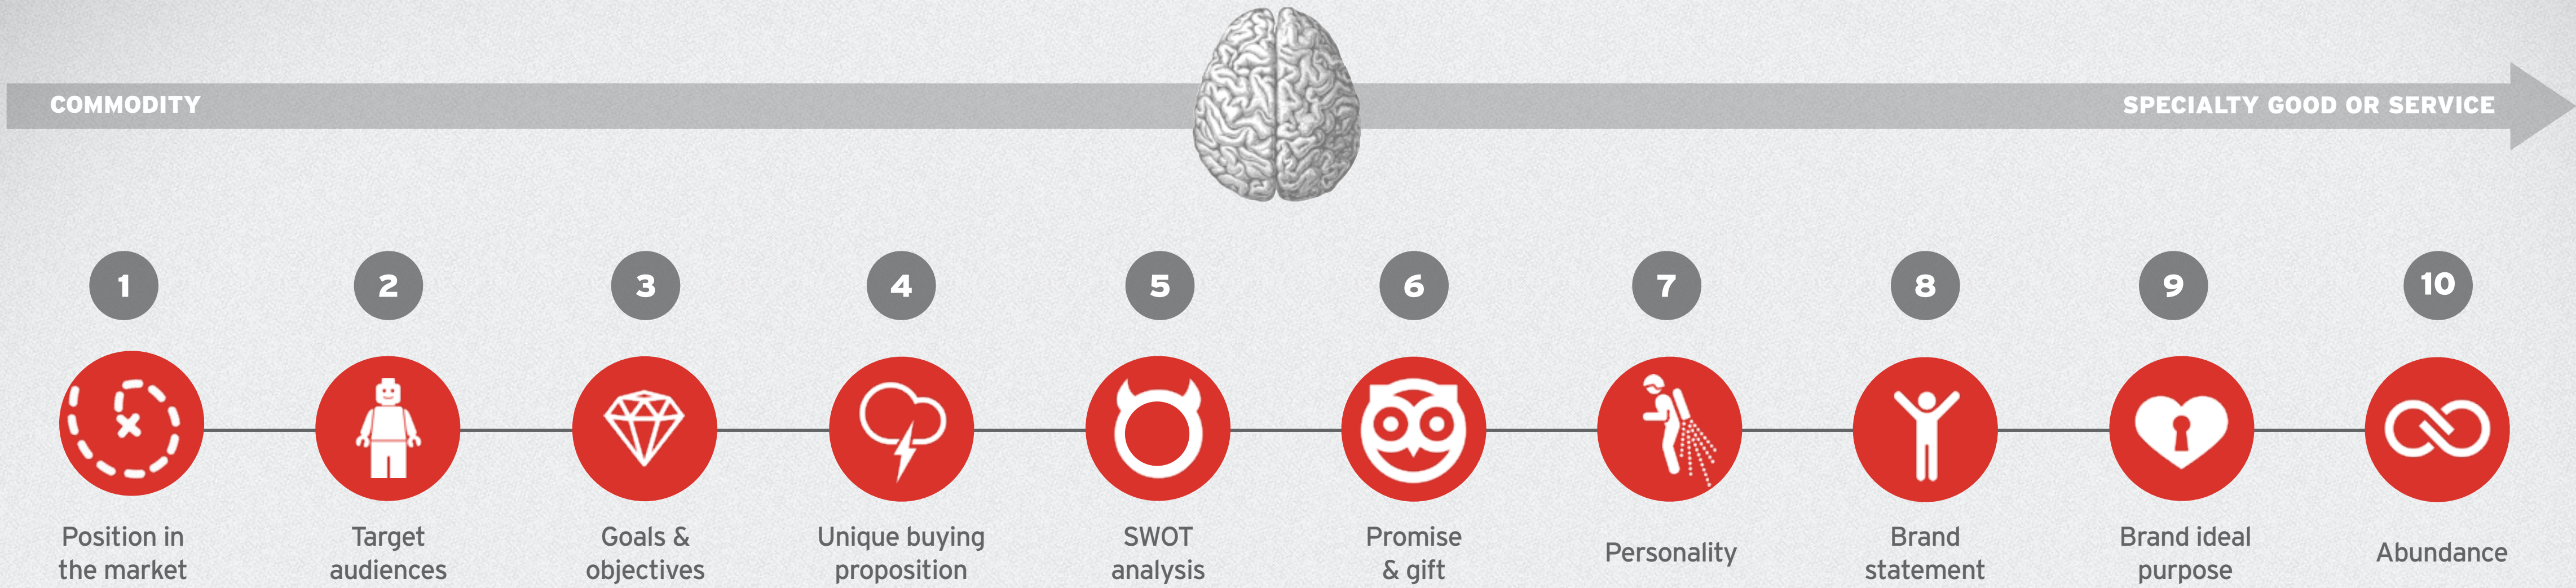 COMMODITY
SPECIALTY GOOD OR SERVICE
1
2
3
4
5
6
7
8
9
10
Position in
the market
Target
audiences
Goals &
objectives
Unique buying
proposition
SWOT
analysis
Promise
& gift
Personality
Brand
statement
Brand ideal
purpose
Abundance